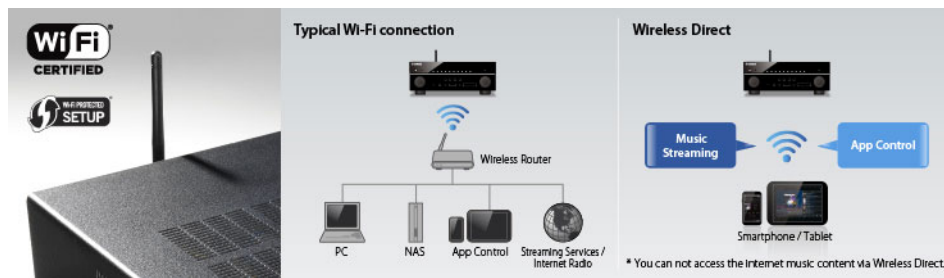 Wi Fi
CERTIFIED
WI-FI PROTECTED
SETUP
Typical Wi-Fi connection
Wireless Router
PC
NAS
App Control
Streaming Services /
Internet Radio
Wireless Direct
Music
Streaming
App Control
Smartphone / Tablet
* You can not access the Internet music content via Wireless Direct.